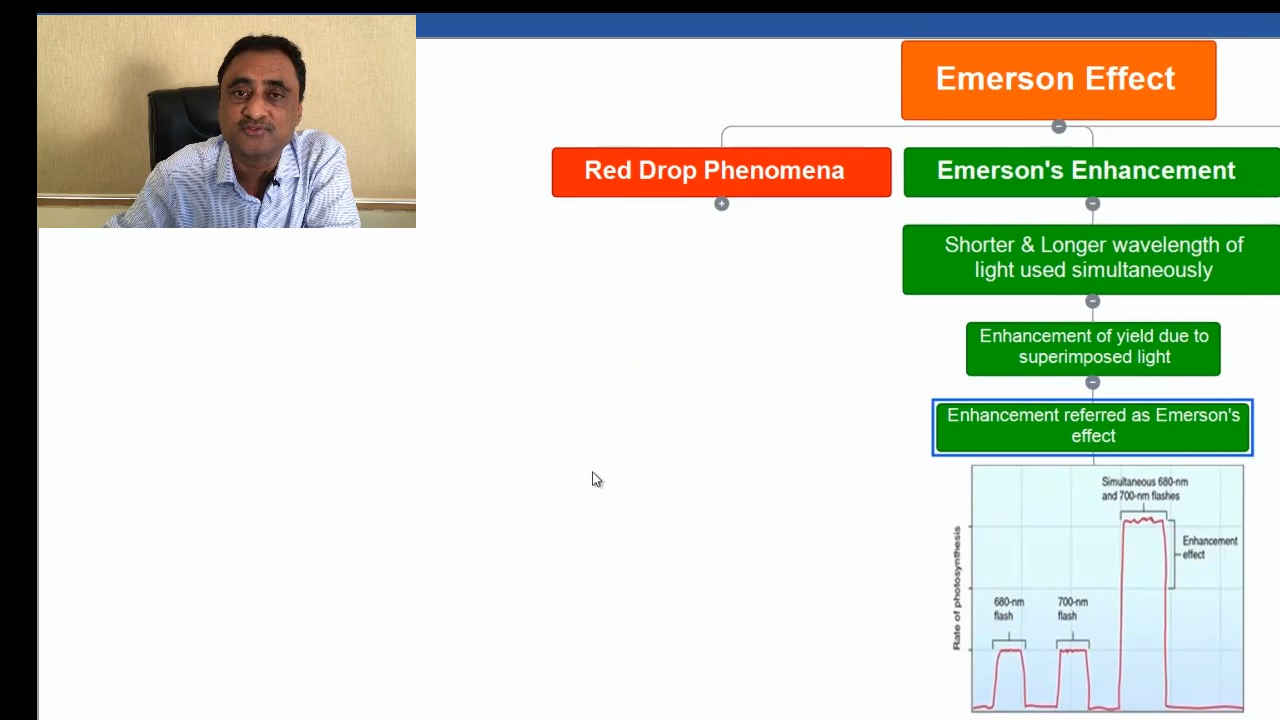 Emerson Effect
Red Drop Phenomena
Emerson's Enhancement
Shorter & Longer wavelength of
light used simultaneously
Enhancement of yield due to
superimposed light
Enhancement referred as Emerson's
effect
Simultaneous 680-nm
and 700-nm flashes
Enhancement
effect
680-nm
flash
700-nm
flash
Rate of photosynthesis